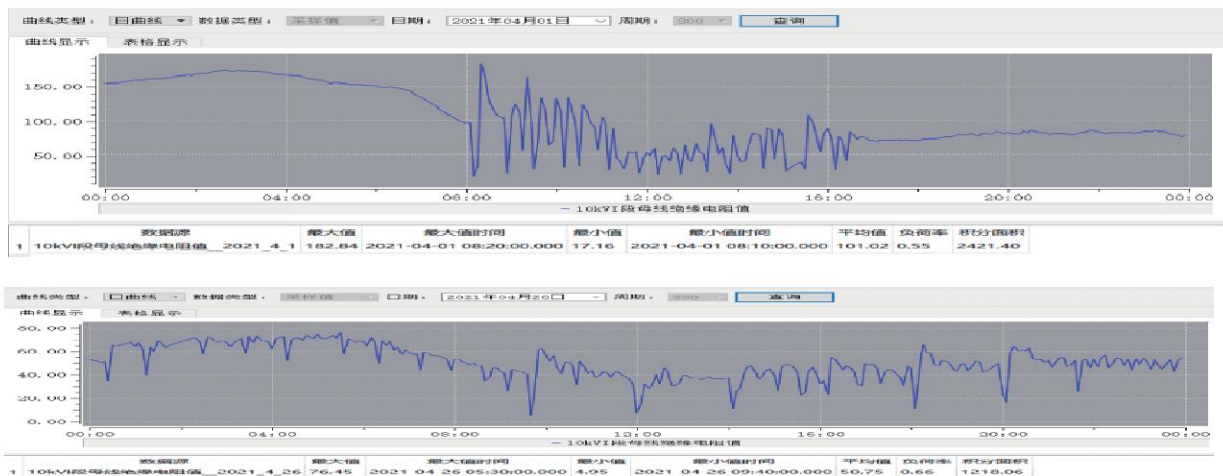 曲线类型： 日曲线 数据类型： 采样值 日期： 2021年04月01日 周期： 300 查询
曲线显示 表格显示
150.00
100.00
50.00
00:00 04:00 08:00 12:00 16:00 20:00 00:00
10kVI段母线绝缘电阻值
数据源 最大值 最大值时间 最小值 最小值时间 平均值 负荷率 积分面积
1 10kVI段母线绝缘电阻值__2021_4_1 182.84 2021-04-01 08:20:00.000 17.16 2021-04-01 08:10:00.000 101.02 0.55 2421.40
曲线类型： 日曲线 数据类型： 采样值 日期： 周期： 300 查询
曲线显示 表格显示
80.00
60.00
40.00
20.00
0.00
00:00 04:00 08:00 12:00 16:00 20:00 00:00
10kVI段母线绝缘电阻值
数据源 最大值 最大值时间 最小值 最小值时间 平均值 负荷率 积分面积
1 10kVI段母线绝缘电阻值__2021_4_26 76.45 2021-04-26 05:30:00.000 4.95 2021-04-26 09:40:00.000 50.75 0.66 1218.06